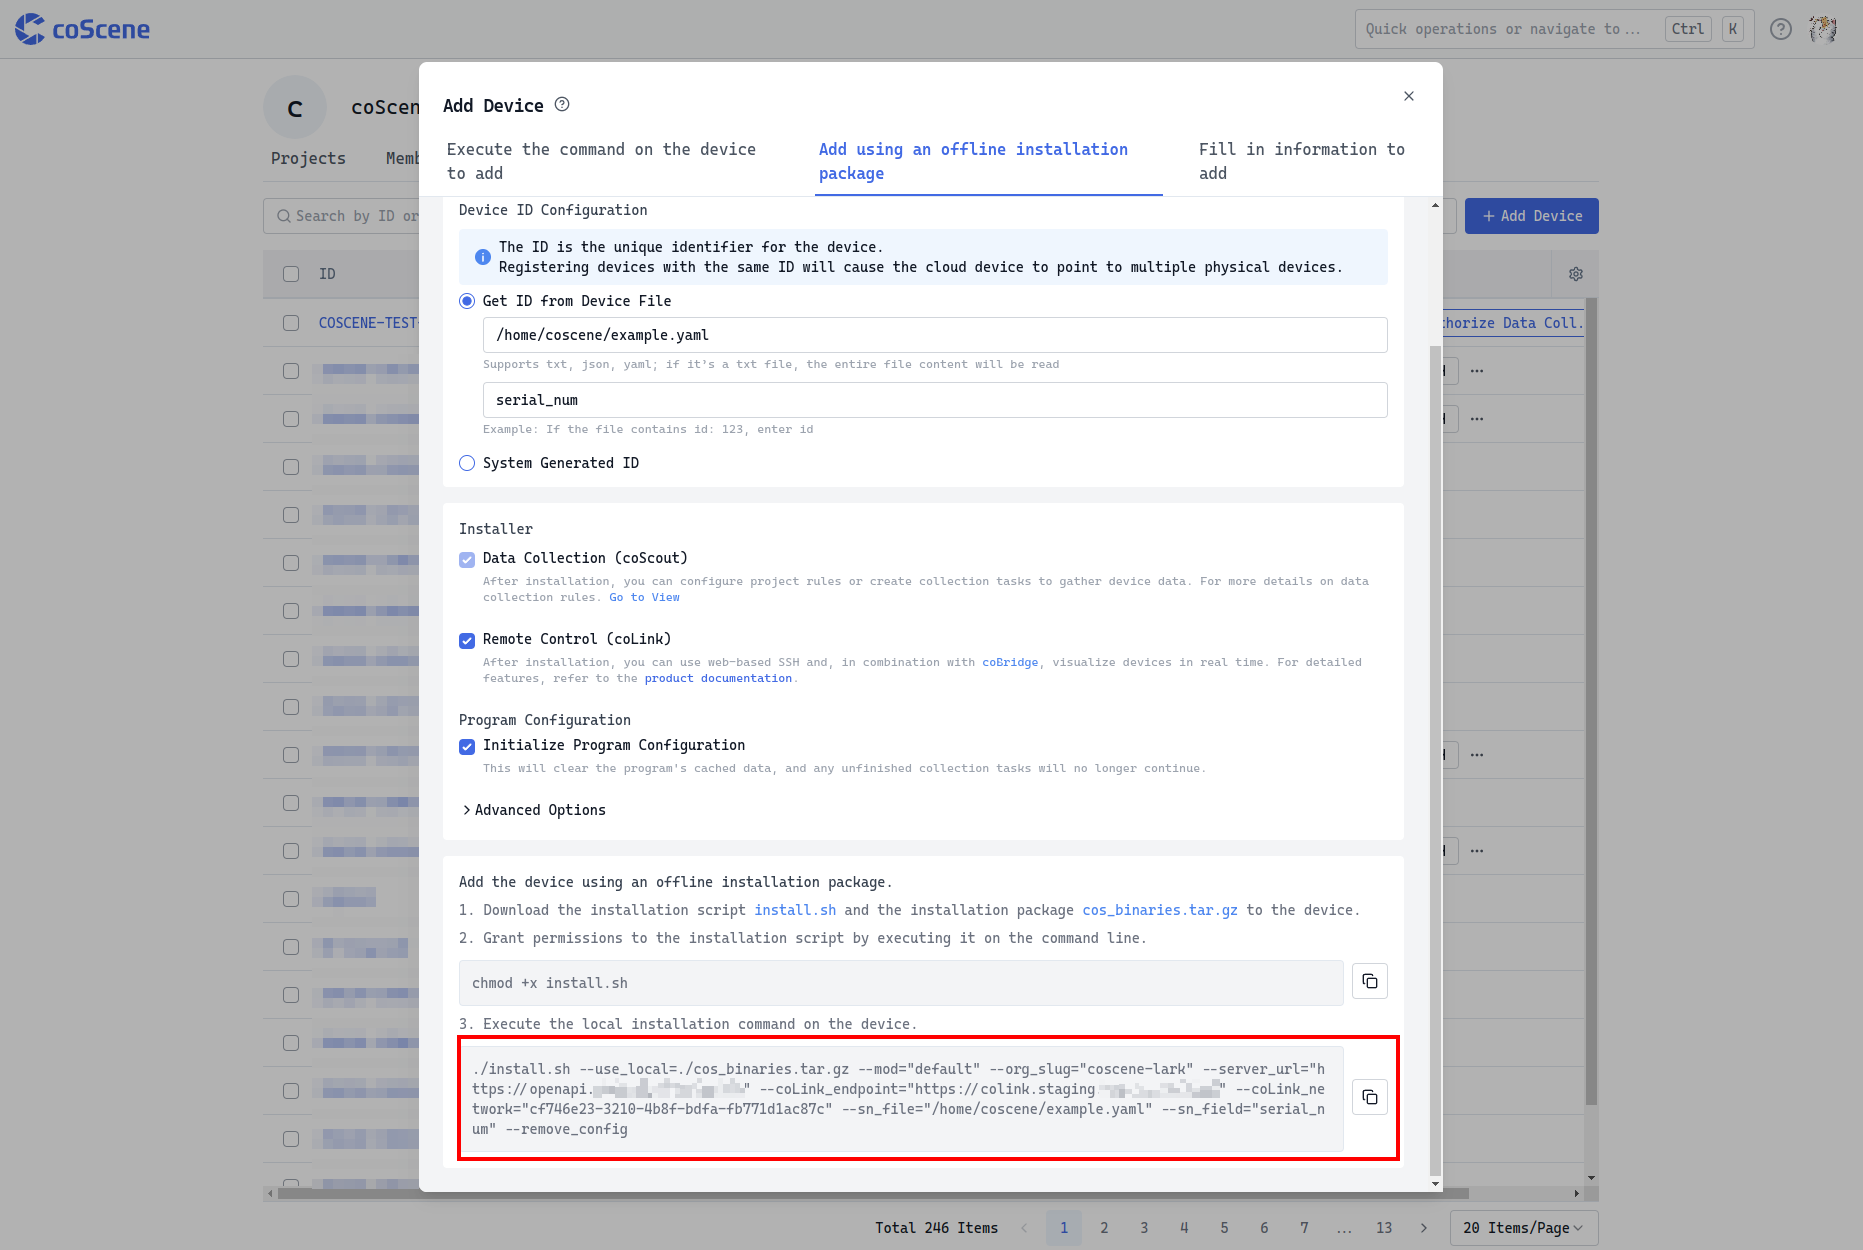 coScene
Quick operations or navigate to... Ctrl K
C coScen
Projects Memb
Search by ID or
+ Add Device
ID
COSCENE-TEST-
horize Data Coll.
Add Device
Execute the command on the device to add
Add using an offline installation package
Fill in information to add
Device ID Configuration
The ID is the unique identifier for the device.
Registering devices with the same ID will cause the cloud device to point to multiple physical devices.
Get ID from Device File
/home/coscene/example.yaml
Supports txt, json, yaml; if it's a txt file, the entire file content will be read
serial_num
Example: If the file contains id: 123, enter id
System Generated ID
Installer
Data Collection (coScout)
After installation, you can configure project rules or create collection tasks to gather device data. For more details on data
collection rules. Go to View
Remote Control (coLink)
After installation, you can use web-based SSH and, in combination with coBridge, visualize devices in real time. For detailed
features, refer to the product documentation.
Program Configuration
Initialize Program Configuration
This will clear the program's cached data, and any unfinished collection tasks will no longer continue.
Advanced Options
Add the device using an offline installation package.
1. Download the installation script install.sh and the installation package cos_binaries.tar.gz to the device.
2. Grant permissions to the installation script by executing it on the command line.
chmod +x install.sh
3. Execute the local installation command on the device.
./install.sh --use_local=./cos_binaries.tar.gz --mod="default" --org_slug="coscene-lark" --server_url="h
ttps://openapi. " --coLink_endpoint="https://colink.staging. " --coLink_ne
twork="cf746e23-3210-4b8f-bdfa-fb771d1ac87c" --sn_file="/home/coscene/example.yaml" --sn_field="serial_n
um" --remove_config
Total 246 Items 1 2 3 4 5 6 7 ... 13 20 Items/Page